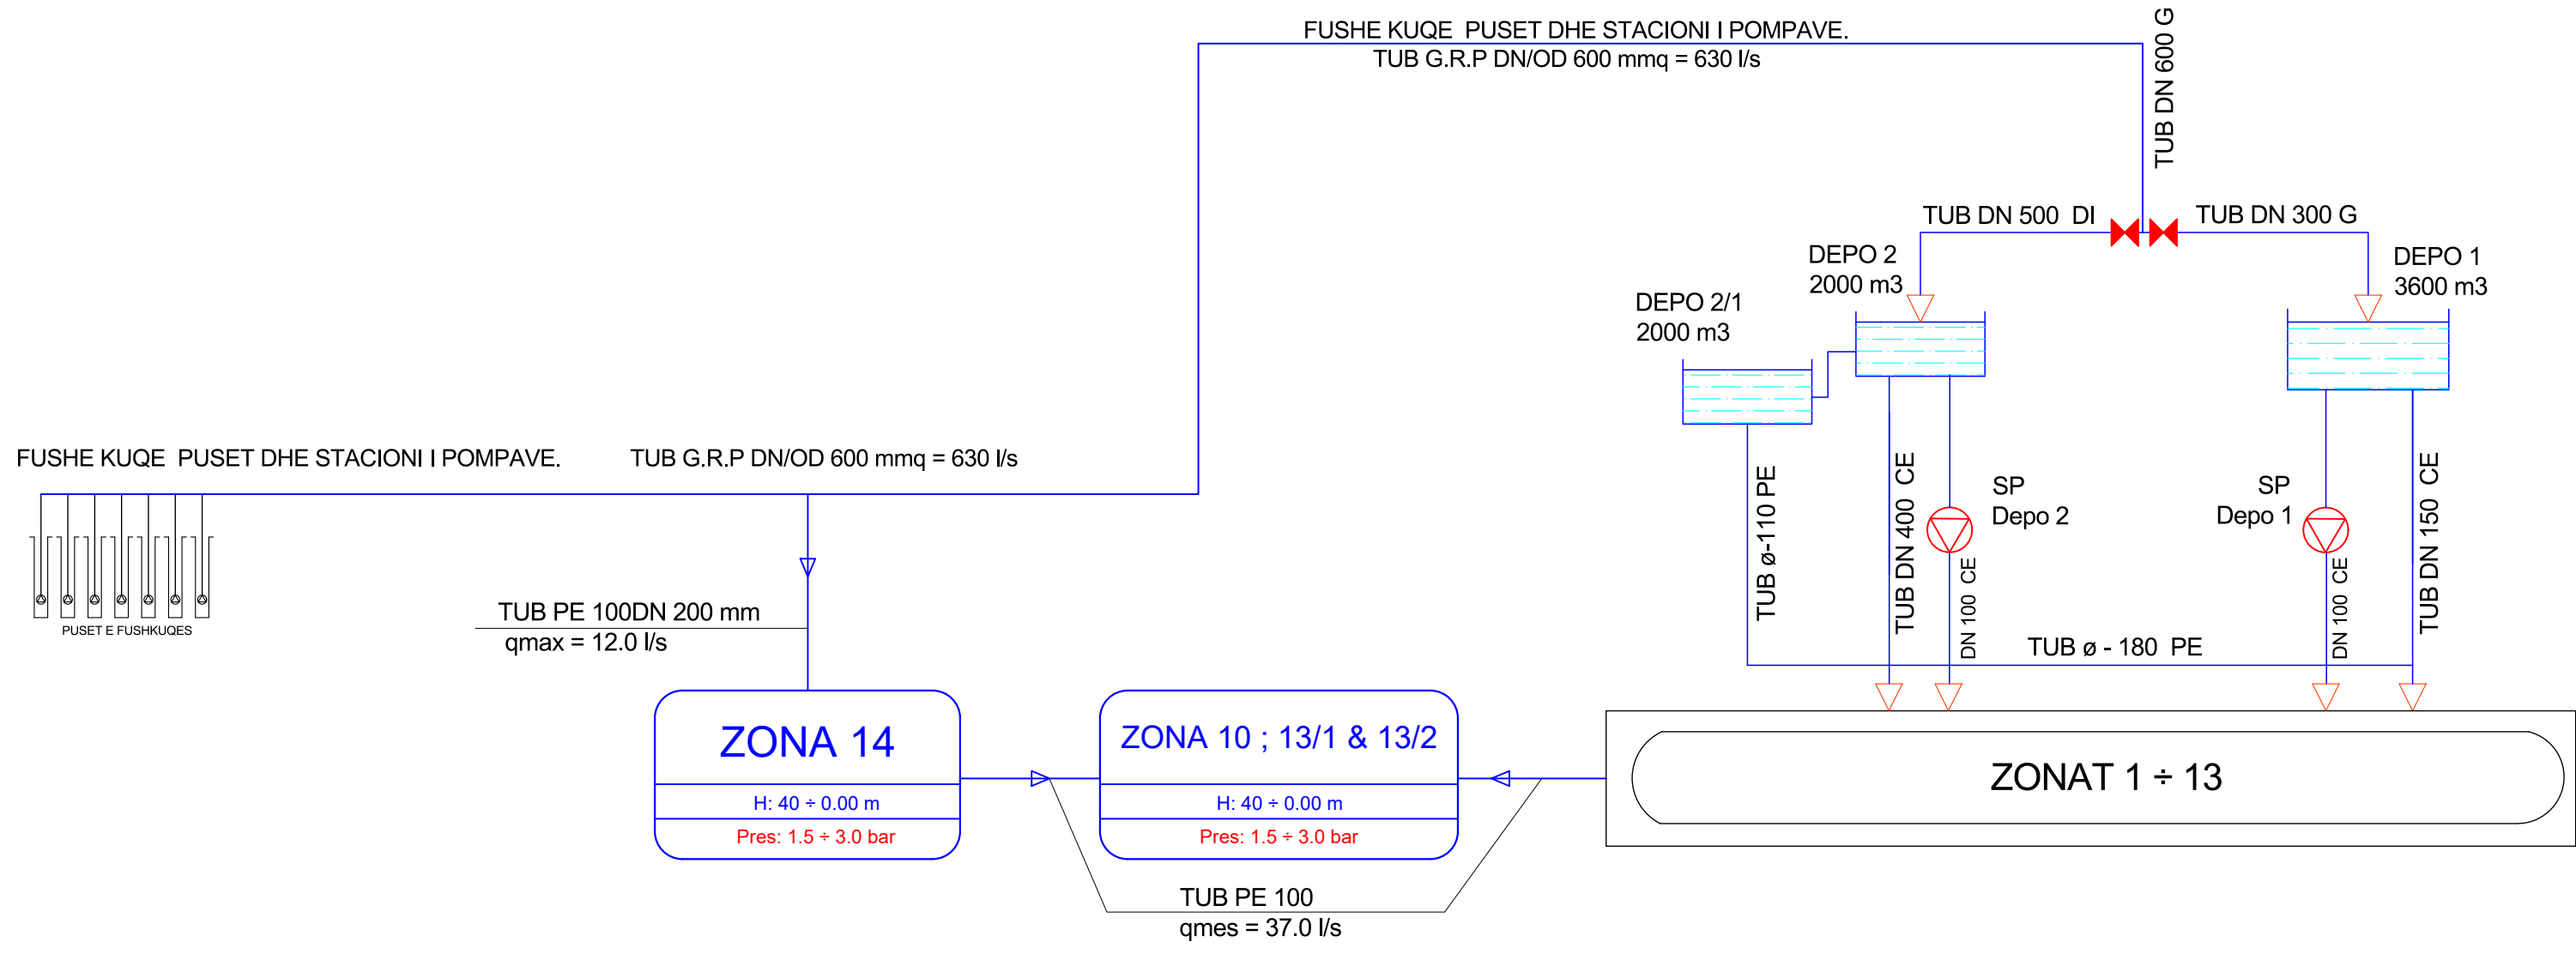 FUSHE KUQE PUSET DHE STACIONI I POMPAVE.
TUB G.R.P DN/OD 600 mmq = 630 l/s
TUB DN 600 G
TUB DN 500 DI
TUB DN 300 G
DEPO 2
2000 m3
DEPO 1
3600 m3
DEPO 2/1
2000 m3
FUSHE KUQE PUSET DHE STACIONI I POMPAVE.
TUB G.R.P DN/OD 600 mmq = 630 l/s
TUB ø-110 PE
TUB DN 400 CE
SP
Depo 2
DN 100 CE
SP
Depo 1
DN 100 CE
TUB DN 150 CE
PUSET E FUSHKUQES
TUB PE 100DN 200 mm
qmax = 12.0 l/s
TUB ø - 180 PE
ZONA 14
H: 40 ÷ 0.00 m
Pres: 1.5 ÷ 3.0 bar
ZONA 10 ; 13/1 & 13/2
H: 40 ÷ 0.00 m
Pres: 1.5 ÷ 3.0 bar
ZONAT 1 ÷ 13
TUB PE 100
qmes = 37.0 l/s